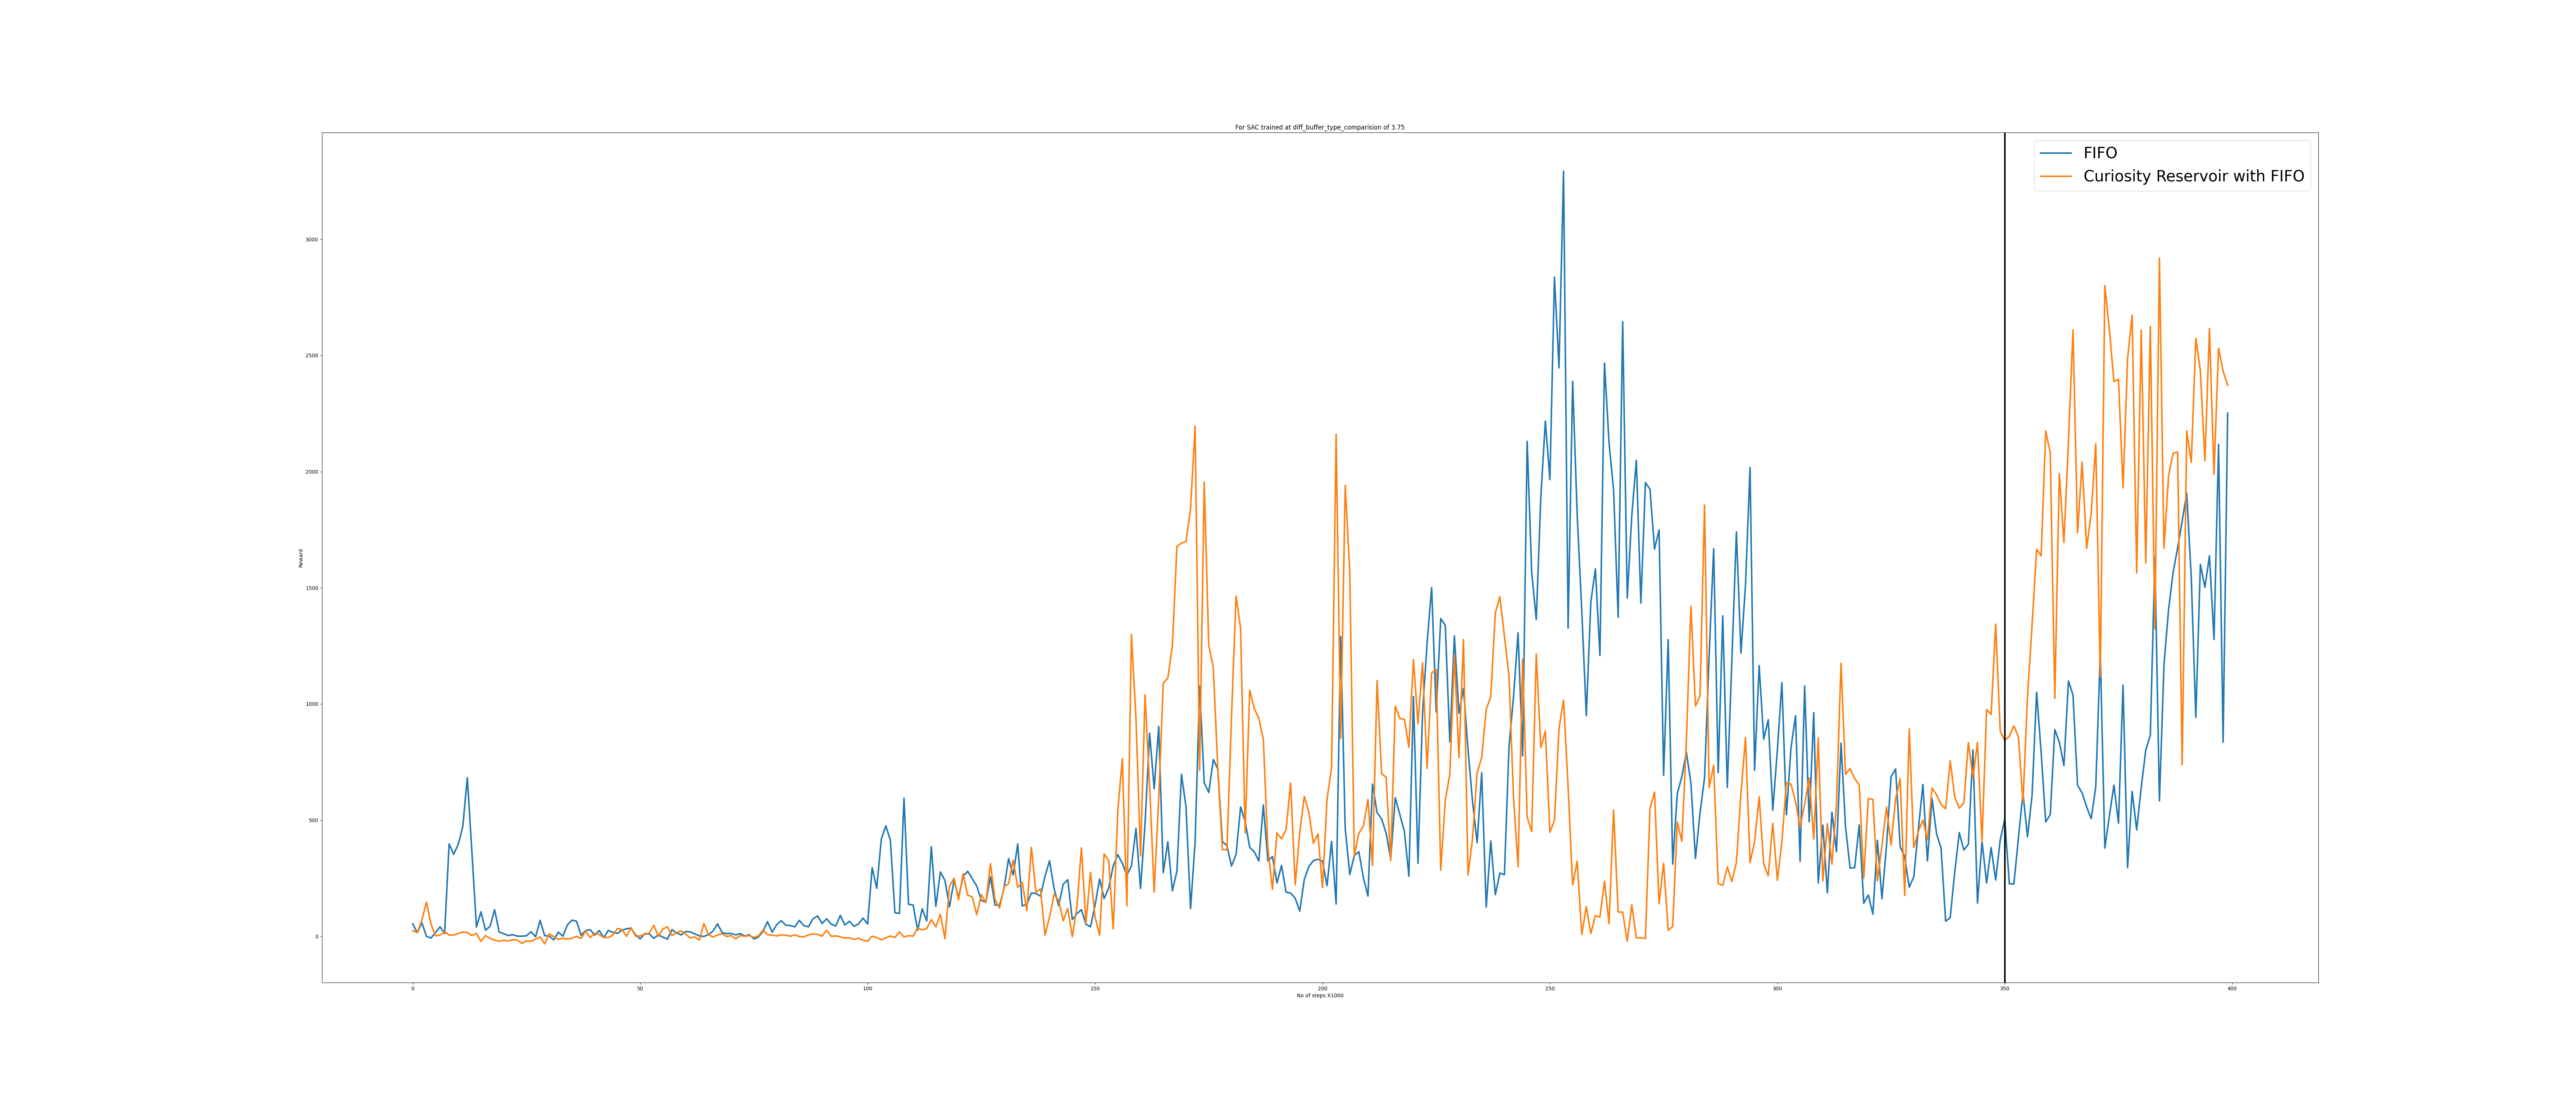 For SAC trained at diff_buffer_type_comparision of 3.75
FIFO
Curiosity Reservoir with FIFO
3000
2500
2000
1500
1000
500
0
Reward
0 50 100 150 200 250 300 350 400
No of steps X1000